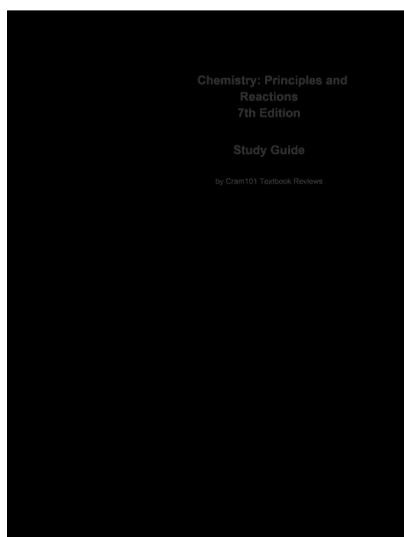 Chemistry: Principles and
Reactions
7th Edition
Study Guide
by Cram101 Textbook Reviews